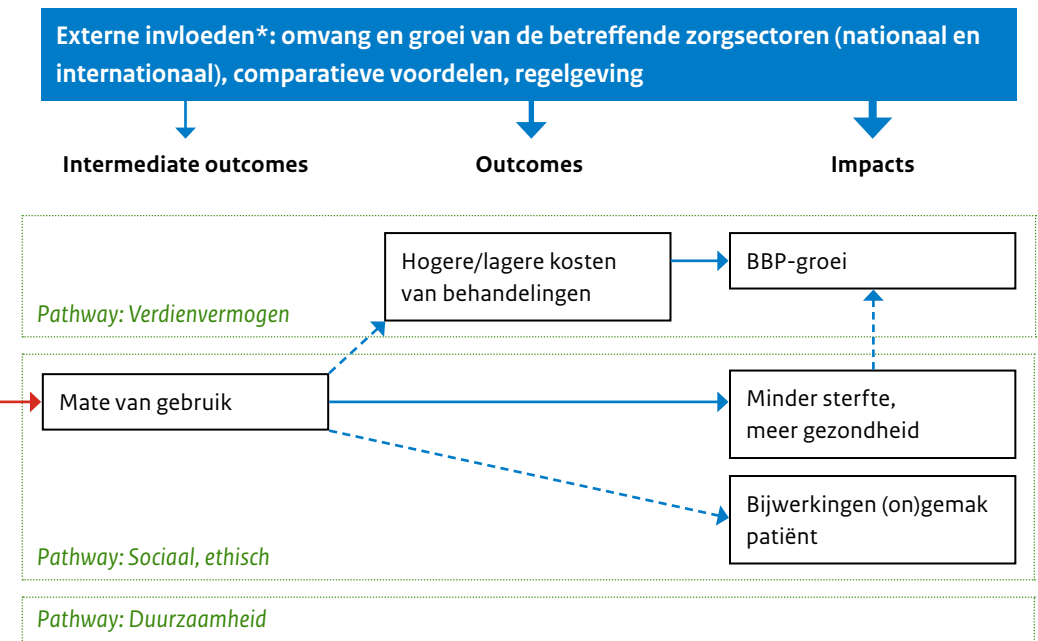 Externe invloeden*: omvang en groei van de betreffende zorgsectoren (nationaal en
internationaal), comparatieve voordelen, regelgeving
Intermediate outcomes
Outcomes
Impacts
Hogere/lagere kosten
van behandelingen
BBP-groei
Pathway: Verdienvermogen
Mate van gebruik
Minder sterfte,
meer gezondheid
Bijwerkingen (on)gemak
patiënt
Pathway: Sociaal, ethisch
Pathway: Duurzaamheid